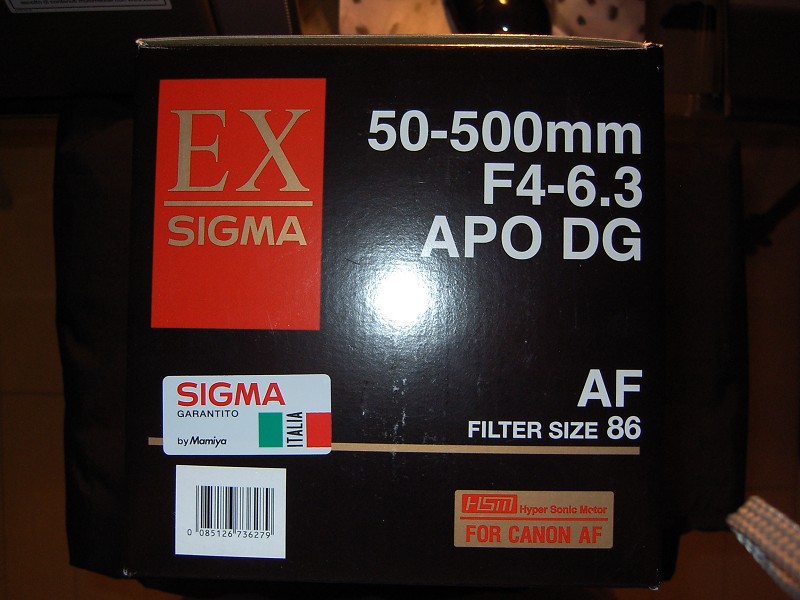 EX
SIGMA
50-500mm
F4-6.3
APO DG
SIGMA
GARANTITO
by Mamiya
ITALIA
AF
FILTER SIZE 86
0 085126 736279
HSM Hyper Sonic Motor
FOR CANON AF